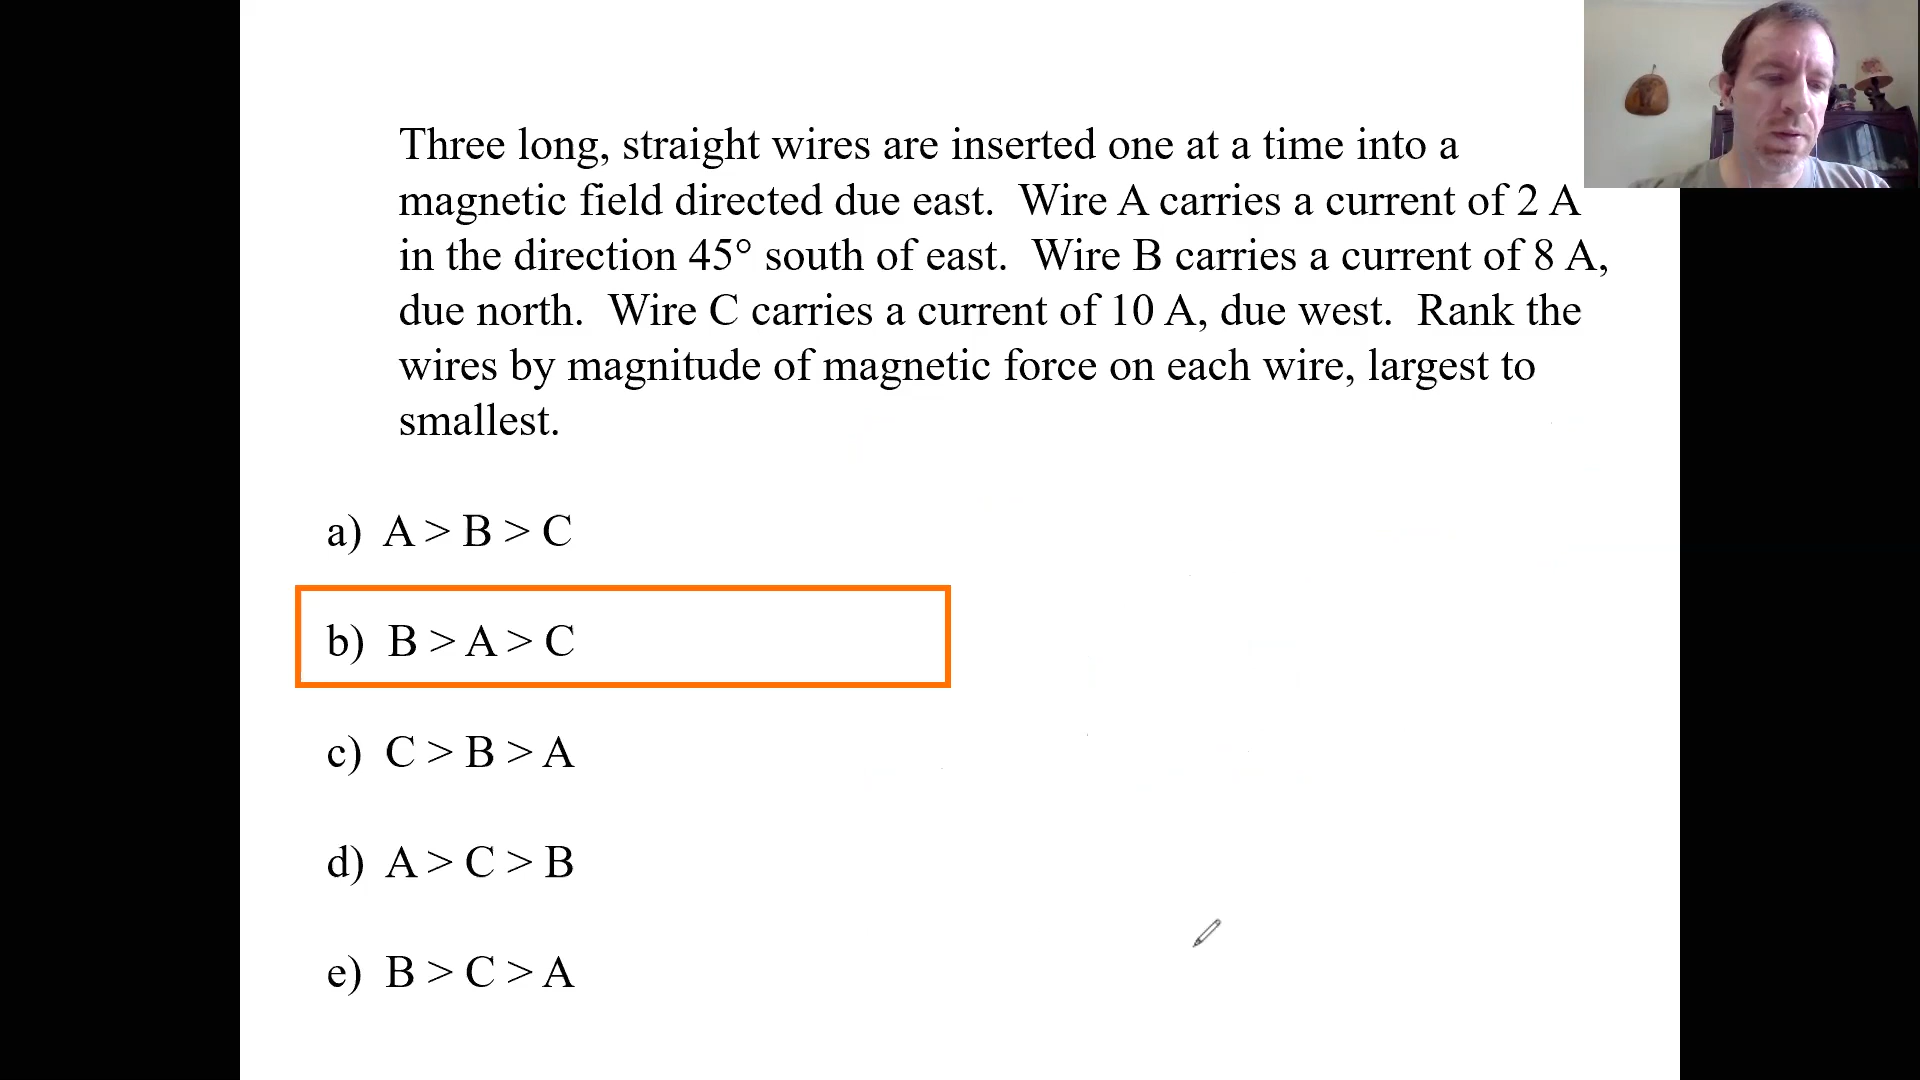 Three long, straight wires are inserted one at a time into a
magnetic field directed due east.  Wire A carries a current of 2 A
in the direction 45° south of east.  Wire B carries a current of 8 A,
due north.  Wire C carries a current of 10 A, due west.  Rank the
wires by magnitude of magnetic force on each wire, largest to
smallest.
a)  A > B > C
b)  B > A > C
c)  C > B > A
d)  A > C > B
e)  B > C > A